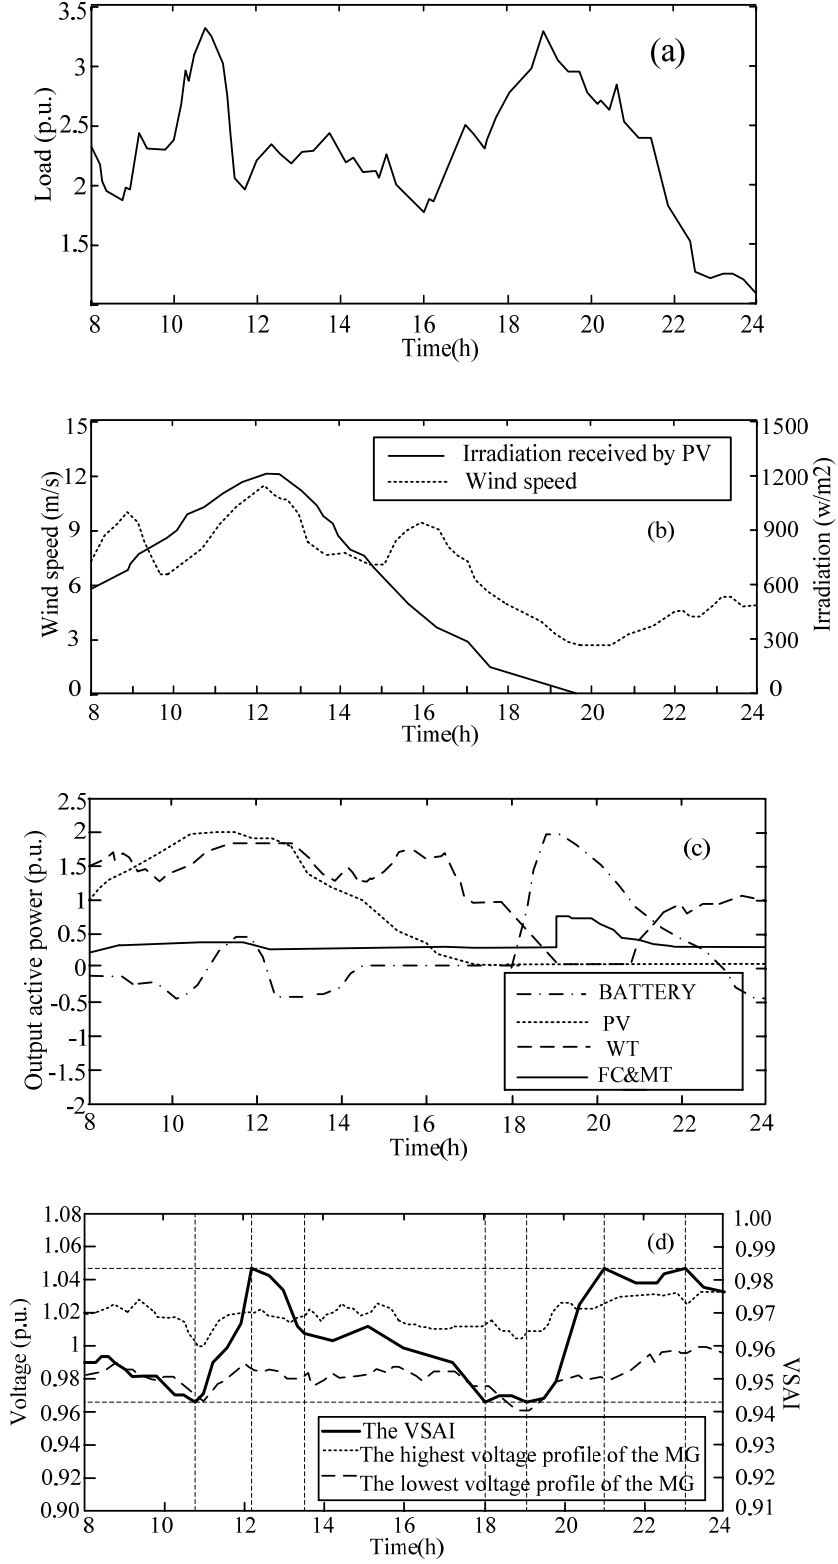 3.5
3
2.5
2
1.5
Load (p.u.)
(a)
8 10 12 14 16 18 20 22 24
Time(h)
15
12
9
6
3
0
Wind speed (m/s)
Irradiation received by PV
Wind speed
(b)
1500
1200
900
600
300
0
Irradiation (w/m2)
8 10 12 14 16 18 20 22 24
Time(h)
2.5
2
1.5
1
0.5
0
-0.5
-1
-1.5
-2
Output active power (p.u.)
(c)
BATTERY
PV
WT
FC&MT
8 10 12 14 16 18 20 22 24
Time(h)
1.08
1.06
1.04
1.02
1
0.98
0.96
0.94
0.92
0.90
Voltage (p.u.)
(d)
The VSAI
The highest voltage profile of the MG
The lowest voltage profile of the MG
1.00
0.99
0.98
0.97
0.96
0.95
0.94
0.93
0.92
0.91
VSAI
8 10 12 14 16 18 20 22 24
Time(h)